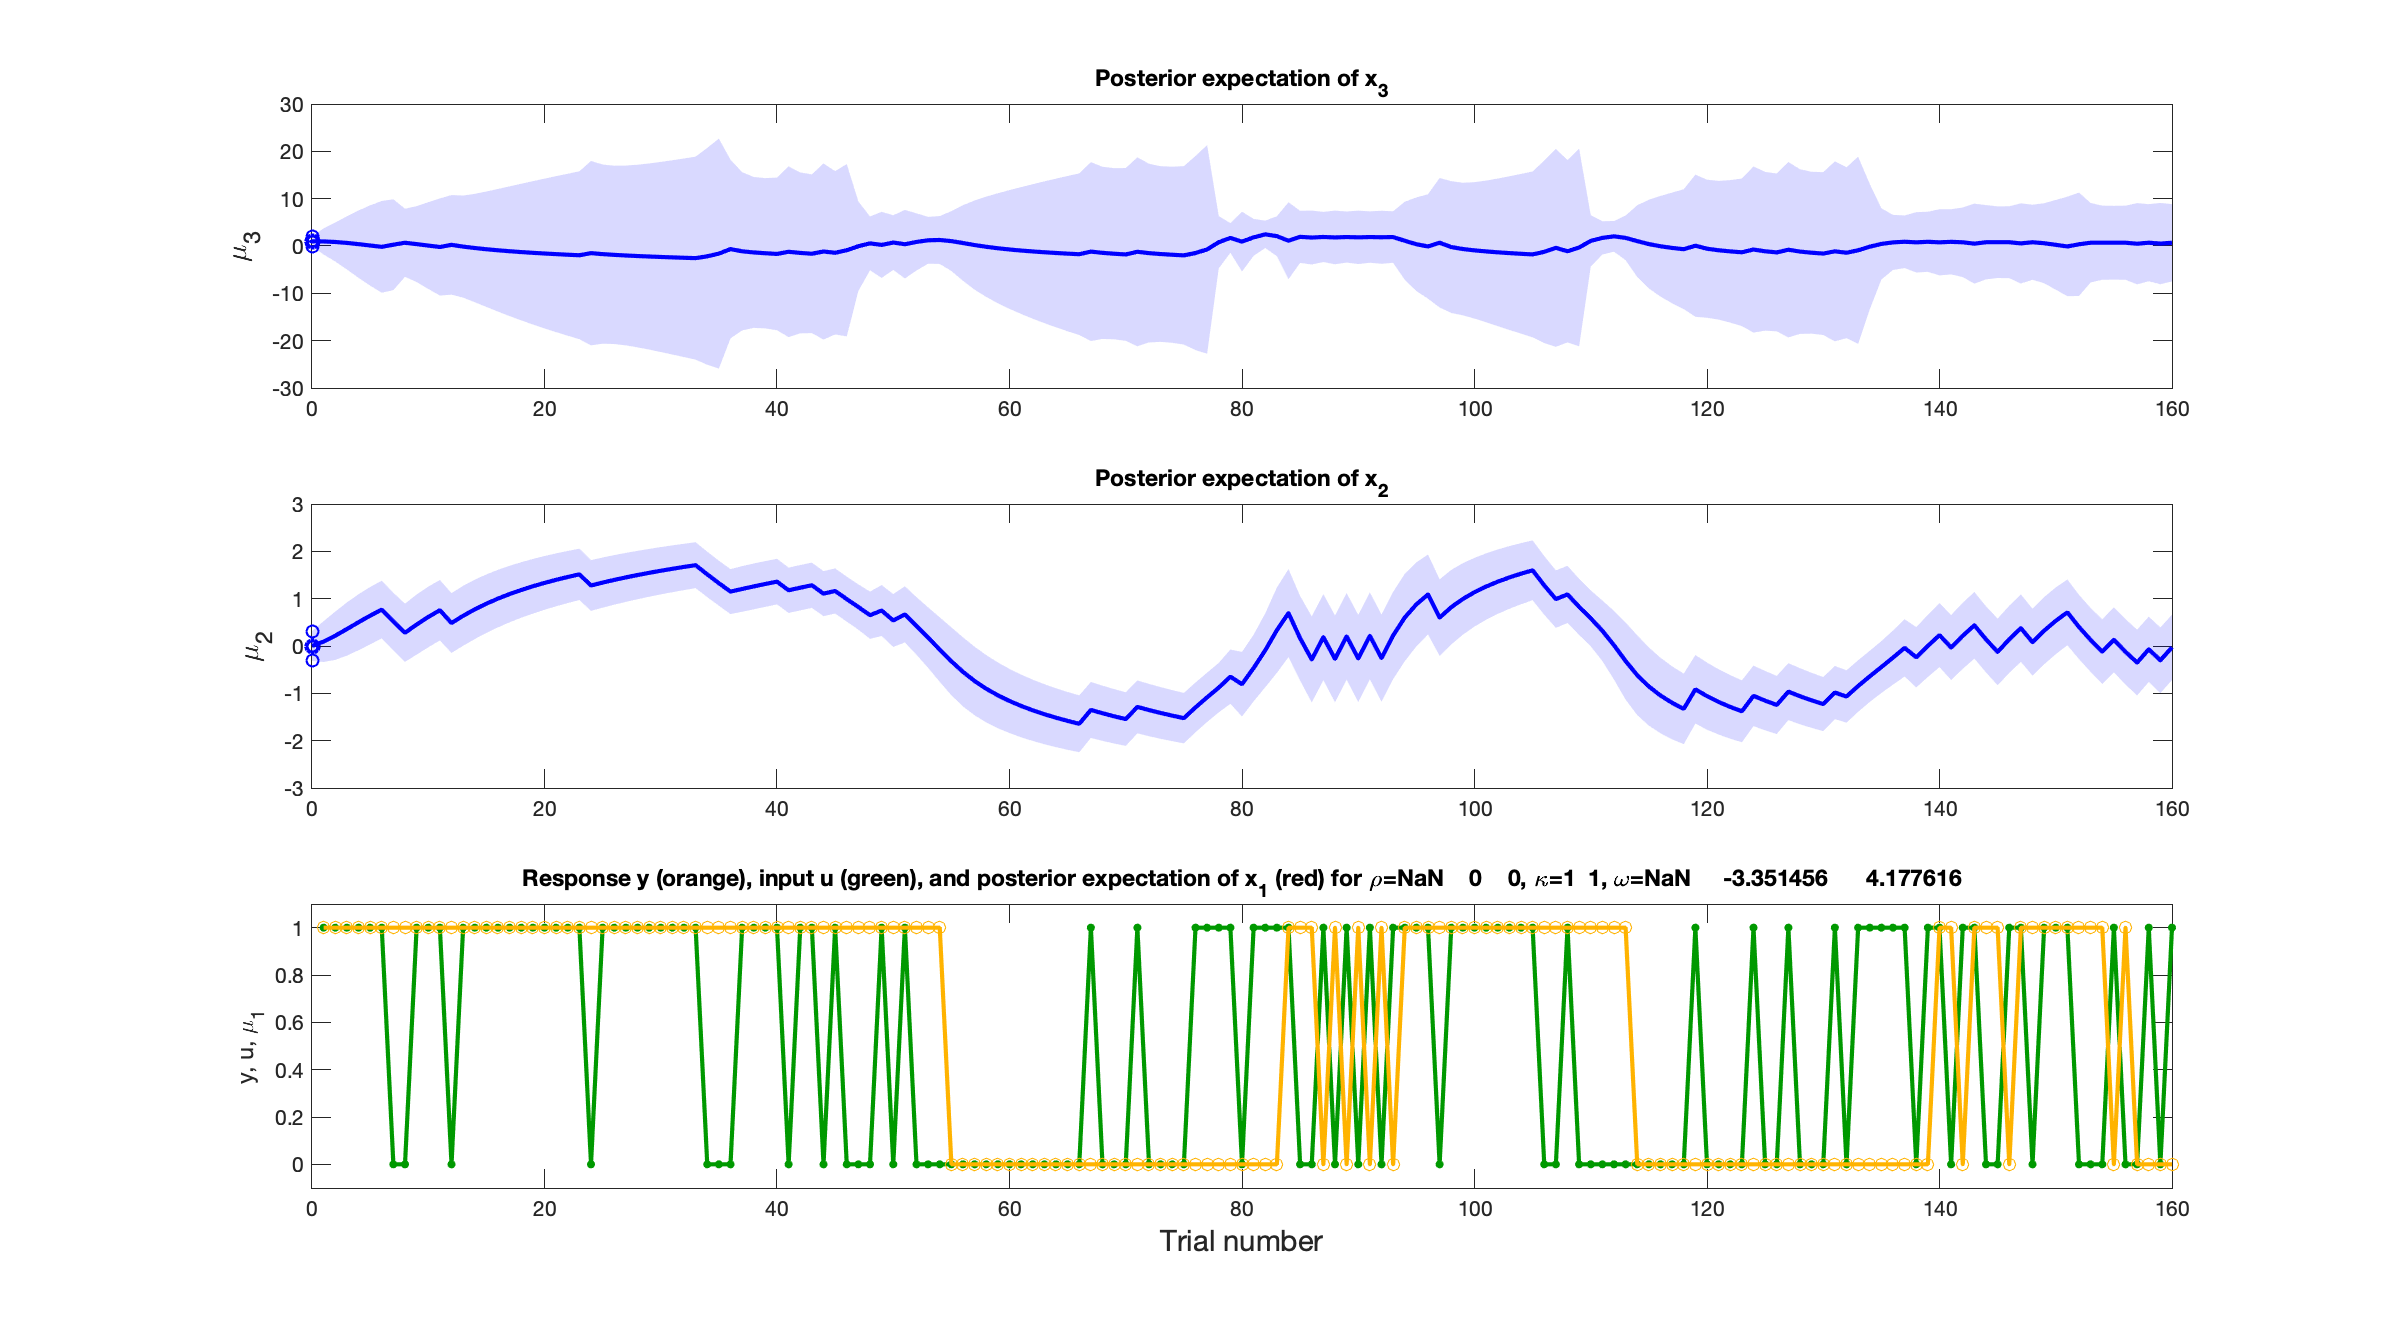 Posterior expectation of x3
30
20
10
0
-10
-20
-30
μ3
0 20 40 60 80 100 120 140 160
Posterior expectation of x2
3
2
1
0
-1
-2
-3
μ2
0 20 40 60 80 100 120 140 160
Response y (orange), input u (green), and posterior expectation of x1 (red) for ρ=NaN 0 0, κ=1 1, ω=NaN -3.351456 4.177616
1
0.8
0.6
0.4
0.2
0
y, u, μ1
0 20 40 60 80 100 120 140 160
Trial number